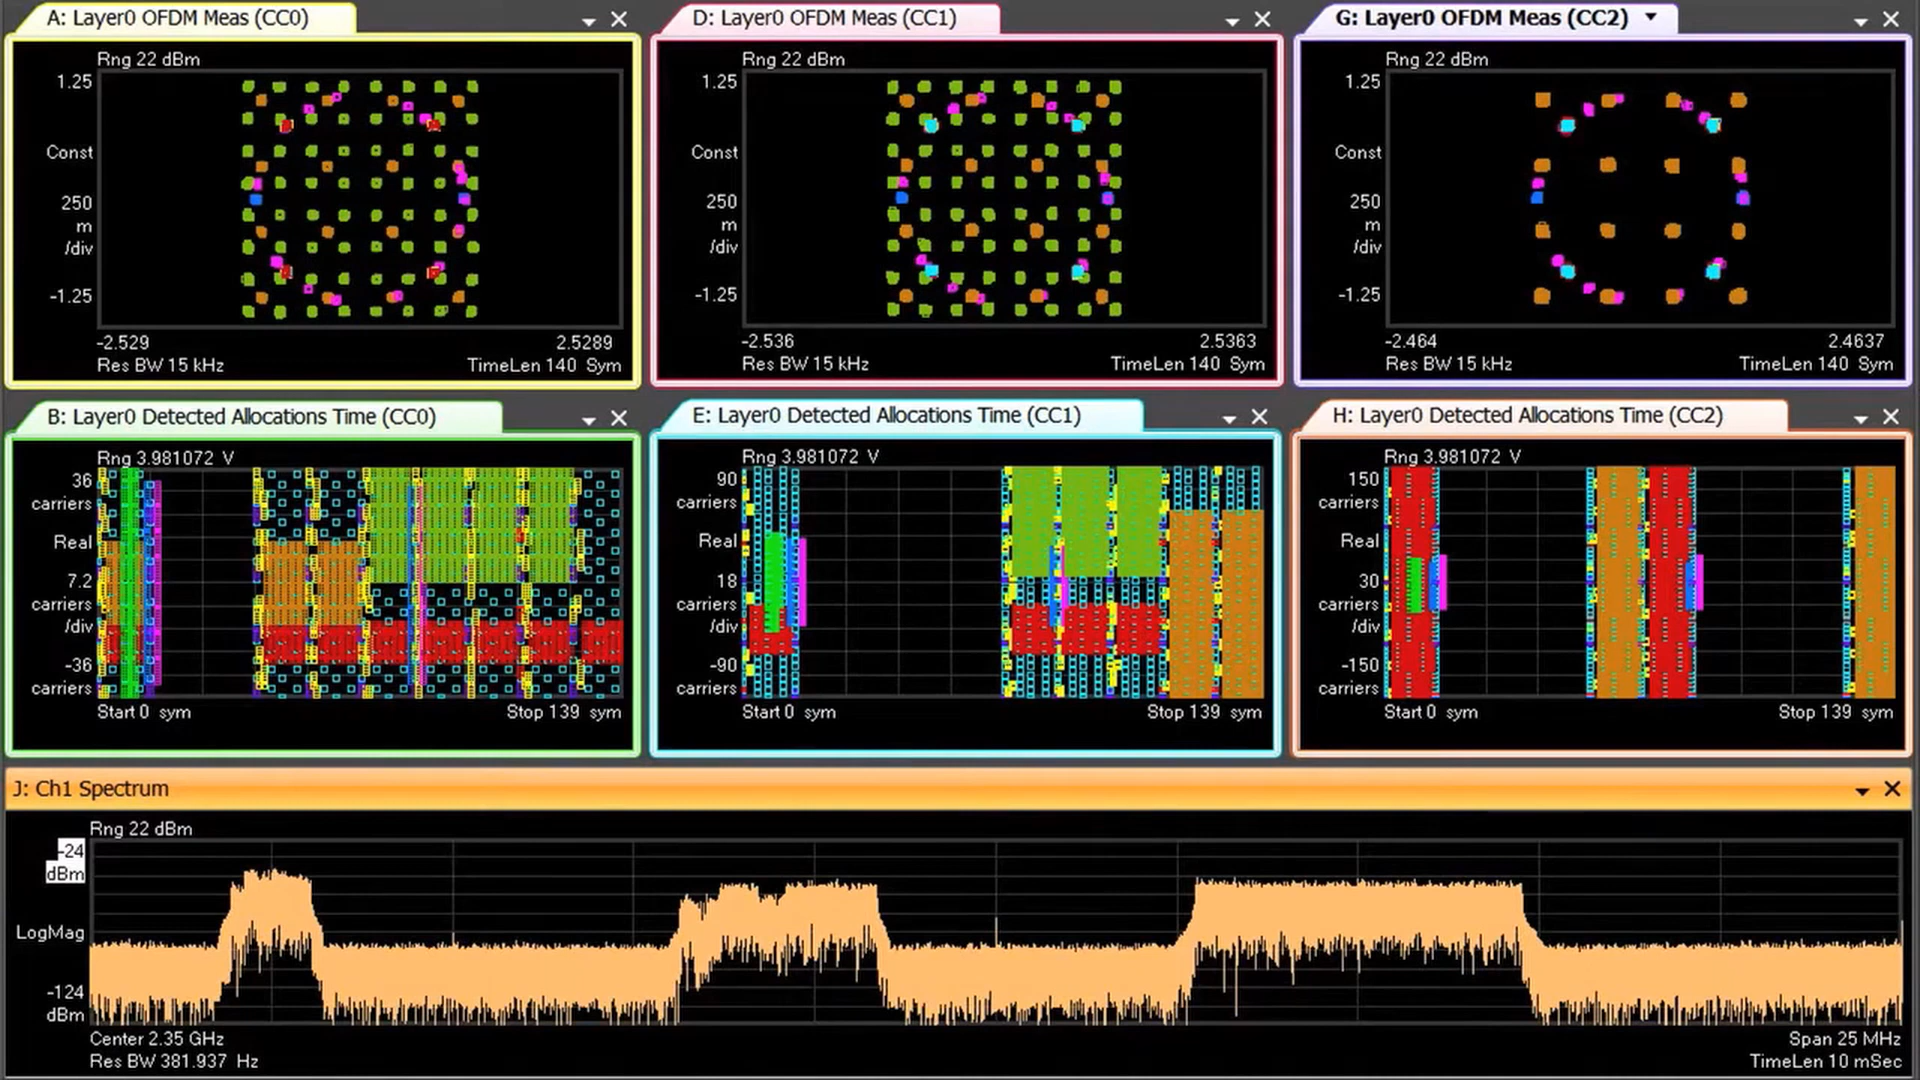 A: Layer0 OFDM Meas (CC0)
Rng 22 dBm
1.25
Const
250
m
/div
-1.25
-2.529
2.5289
Res BW 15 kHz
TimeLen 140 Sym
D: Layer0 OFDM Meas (CC1)
Rng 22 dBm
1.25
Const
250
m
/div
-1.25
-2.536
2.5363
Res BW 15 kHz
TimeLen 140 Sym
G: Layer0 OFDM Meas (CC2)
Rng 22 dBm
1.25
Const
250
m
/div
-1.25
-2.464
2.4637
Res BW 15 kHz
TimeLen 140 Sym
B: Layer0 Detected Allocations Time (CC0)
Rng 3.981072 V
36
carriers
Real
7.2
carriers
/div
-36
carriers
Start 0 sym
Stop 139 sym
E: Layer0 Detected Allocations Time (CC1)
Rng 3.981072 V
90
carriers
Real
18
carriers
/div
-90
carriers
Start 0 sym
Stop 139 sym
H: Layer0 Detected Allocations Time (CC2)
Rng 3.981072 V
150
carriers
Real
30
carriers
/div
-150
carriers
Start 0 sym
Stop 139 sym
J: Ch1 Spectrum
Rng 22 dBm
-24
dBm
LogMag
-124
dBm
Center 2.35 GHz
Span 25 MHz
Res BW 381.937 Hz
TimeLen 10 mSec